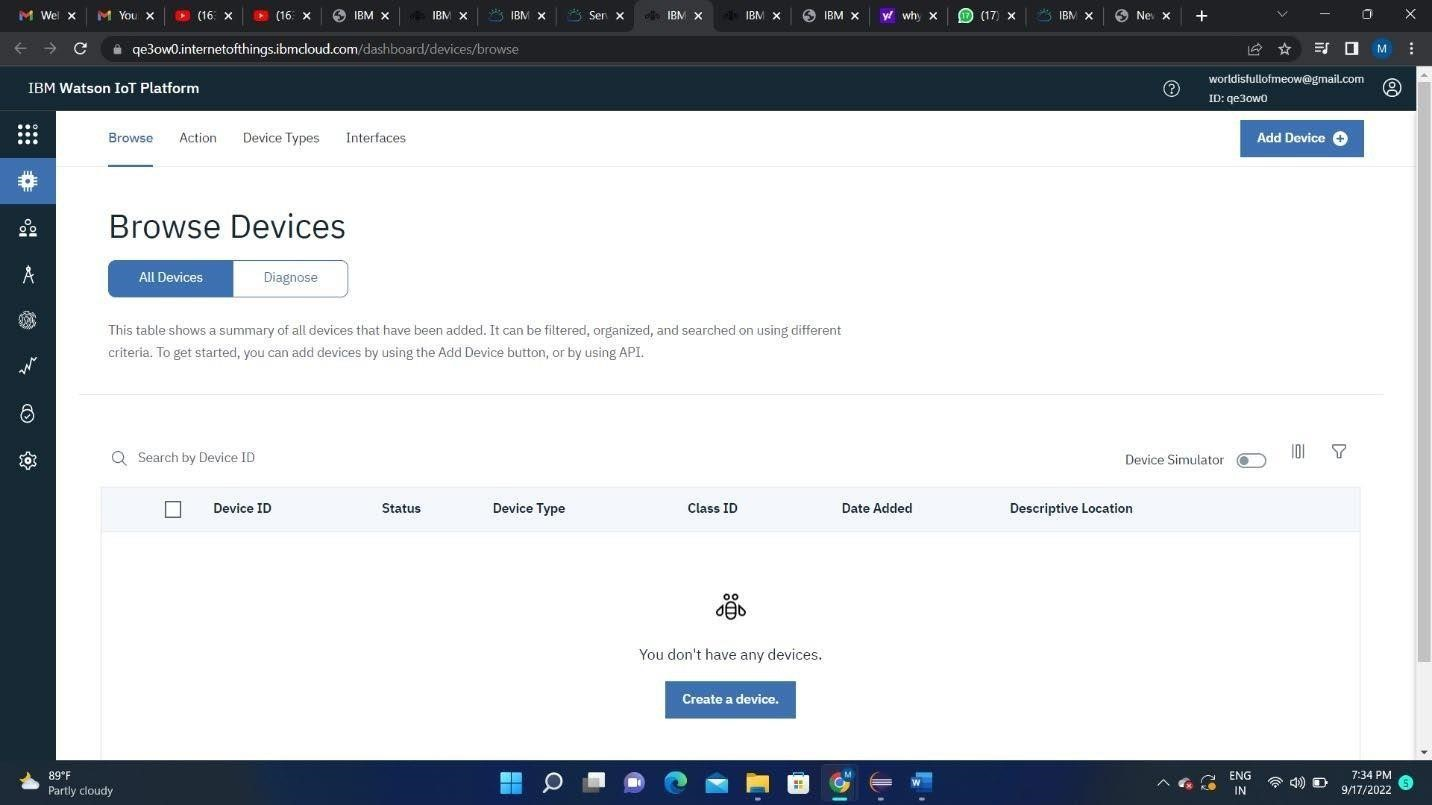 Wel
You
(16
(16
IBM
IBM
IBM
Ser
IBM
IBM
IBM
why
(17)
IBM
Nev
qe3ow0.internetofthings.ibmcloud.com/dashboard/devices/browse
M
IBM Watson IoT Platform
worldisfullofmeow@gmail.com
ID: qe3ow0
Browse
Action
Device Types
Interfaces
Add Device
Browse Devices
All Devices
Diagnose
This table shows a summary of all devices that have been added. It can be filtered, organized, and searched on using different
criteria. To get started, you can add devices by using the Add Device button, or by using API.
Search by Device ID
Device Simulator
Device ID
Status
Device Type
Class ID
Date Added
Descriptive Location
You don't have any devices.
Create a device.
89°F
Partly cloudy
ENG
IN
7:34 PM
9/17/2022
5